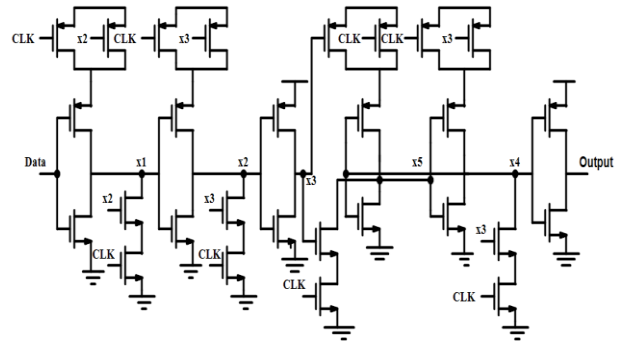 CLK x2 CLK x3 CLK CLK CLK x3
Data x1 x2 x3 x5 x4 Output
x2 x3 x3
CLK CLK CLK CLK